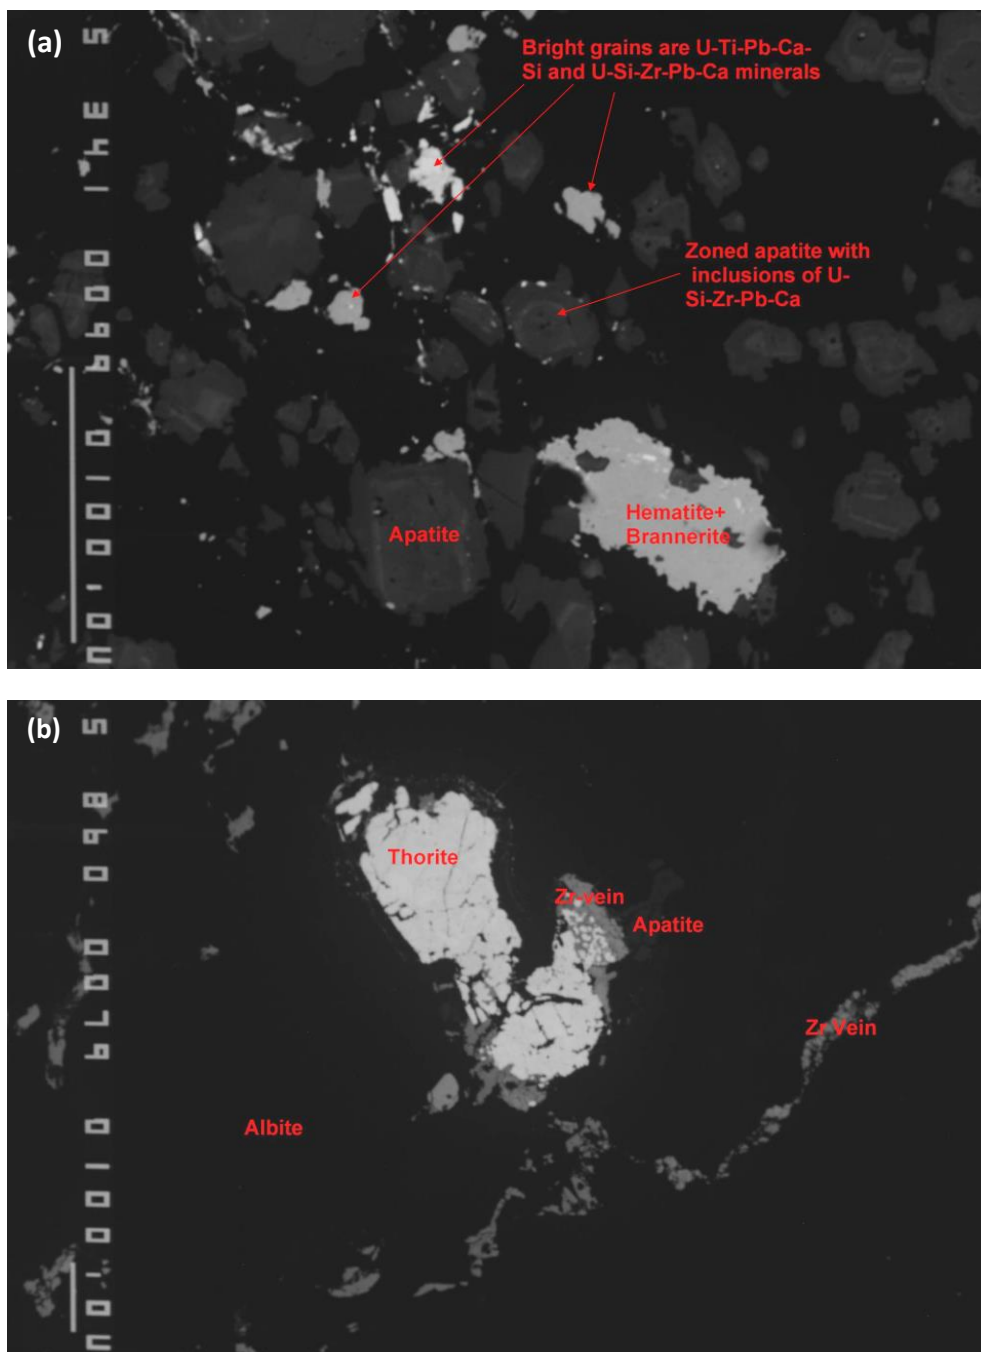 (a)
Bright grains are U-Ti-Pb-Ca-
Si and U-Si-Zr-Pb-Ca minerals
Zoned apatite with
inclusions of U-
Si-Zr-Pb-Ca
Apatite
Hematite+
Brannerite
(b)
Thorite
Zr-vein
Apatite
Zr Vein
Albite